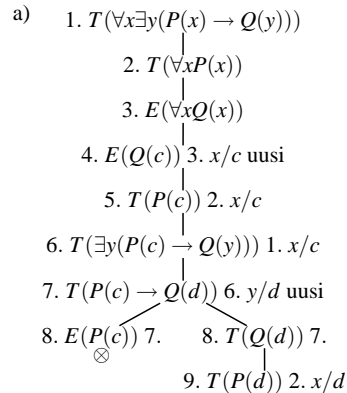 a)
1. T(∀x∃y(P(x) → Q(y)))
2. T(∀xP(x))
3. E(∀xQ(x))
4. E(Q(c)) 3. x/c uusi
5. T(P(c)) 2. x/c
6. T(∃y(P(c) → Q(y))) 1. x/c
7. T(P(c) → Q(d)) 6. y/d uusi
8. E(P(c)) 7. 8. T(Q(d)) 7.
⊗
9. T(P(d)) 2. x/d